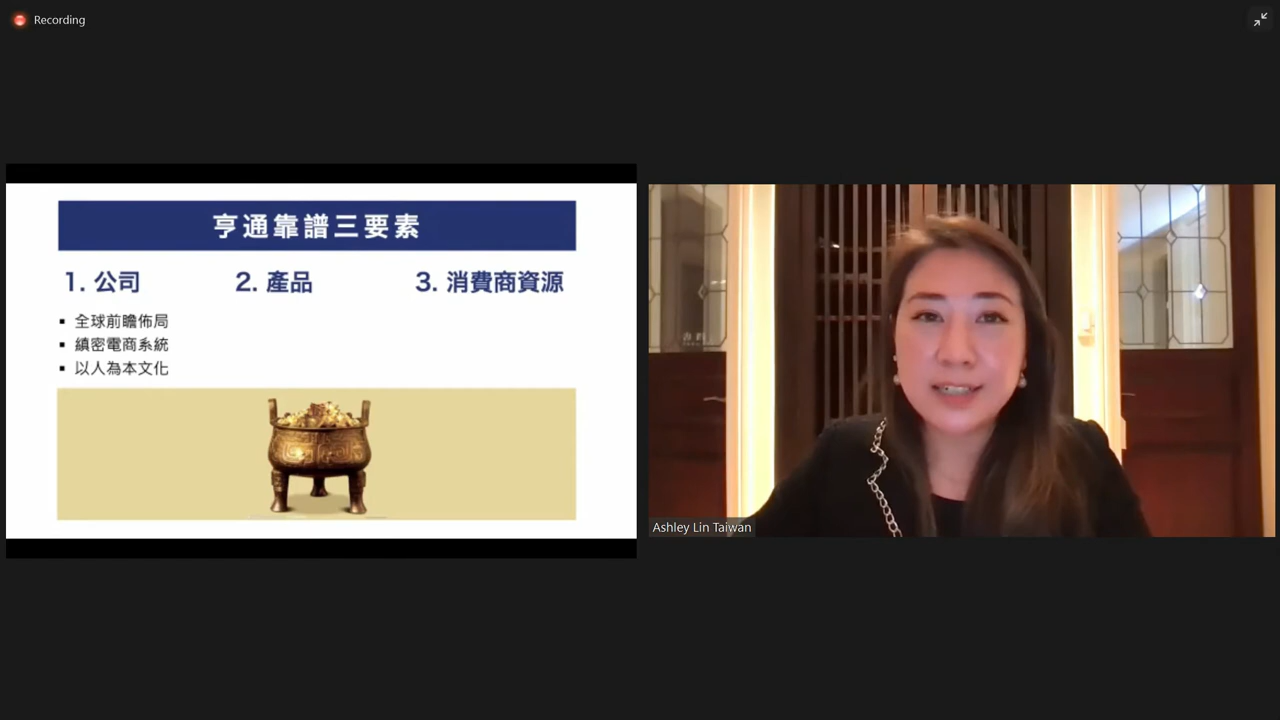 Recording
亨通靠譜三要素
1. 公司
2. 產品
3. 消費商資源
▪ 全球前瞻佈局
▪ 縝密電商系統
▪ 以人為本文化
Ashley Lin Taiwan